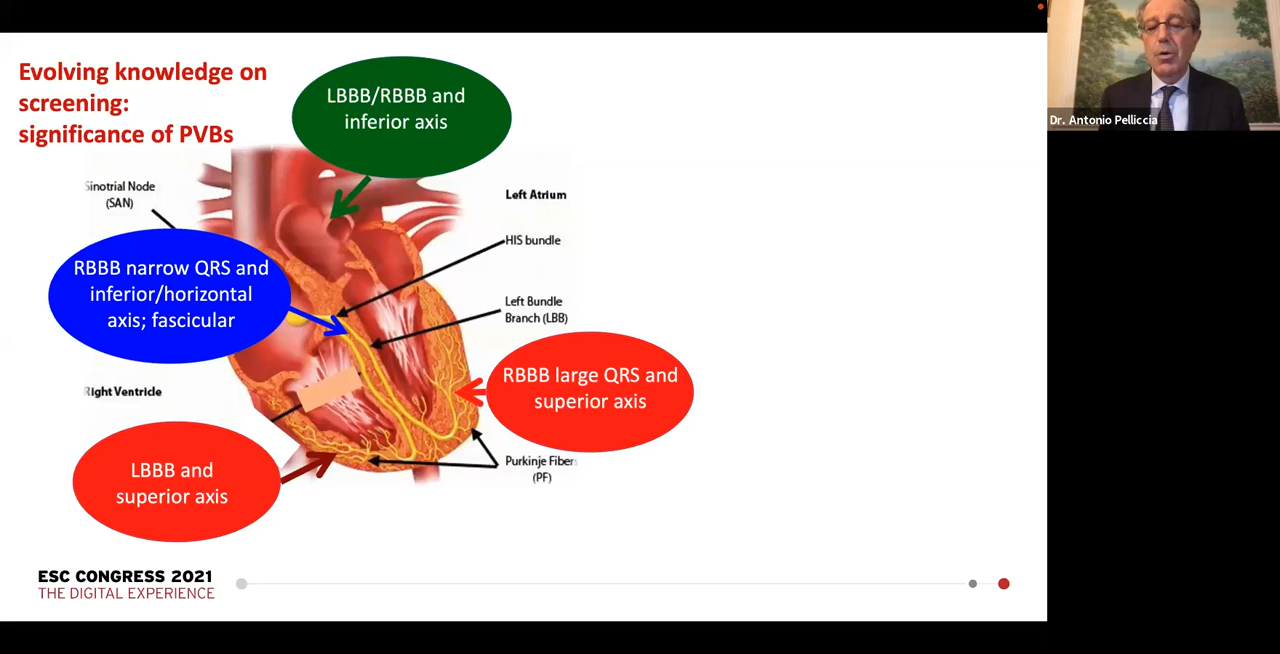 Evolving knowledge on
screening:
significance of PVBs
LBBB/RBBB and
inferior axis
Sinotrial Node
(SAN)
Left Atrium
HIS bundle
RBBB narrow QRS and
inferior/horizontal
axis; fascicular
Left Bundle
Branch (LBB)
RBBB large QRS and
superior axis
Right Ventricle
LBBB and
superior axis
Purkinje Fibers
(PF)
ESC CONGRESS 2021
THE DIGITAL EXPERIENCE
Dr. Antonio Pelliccia